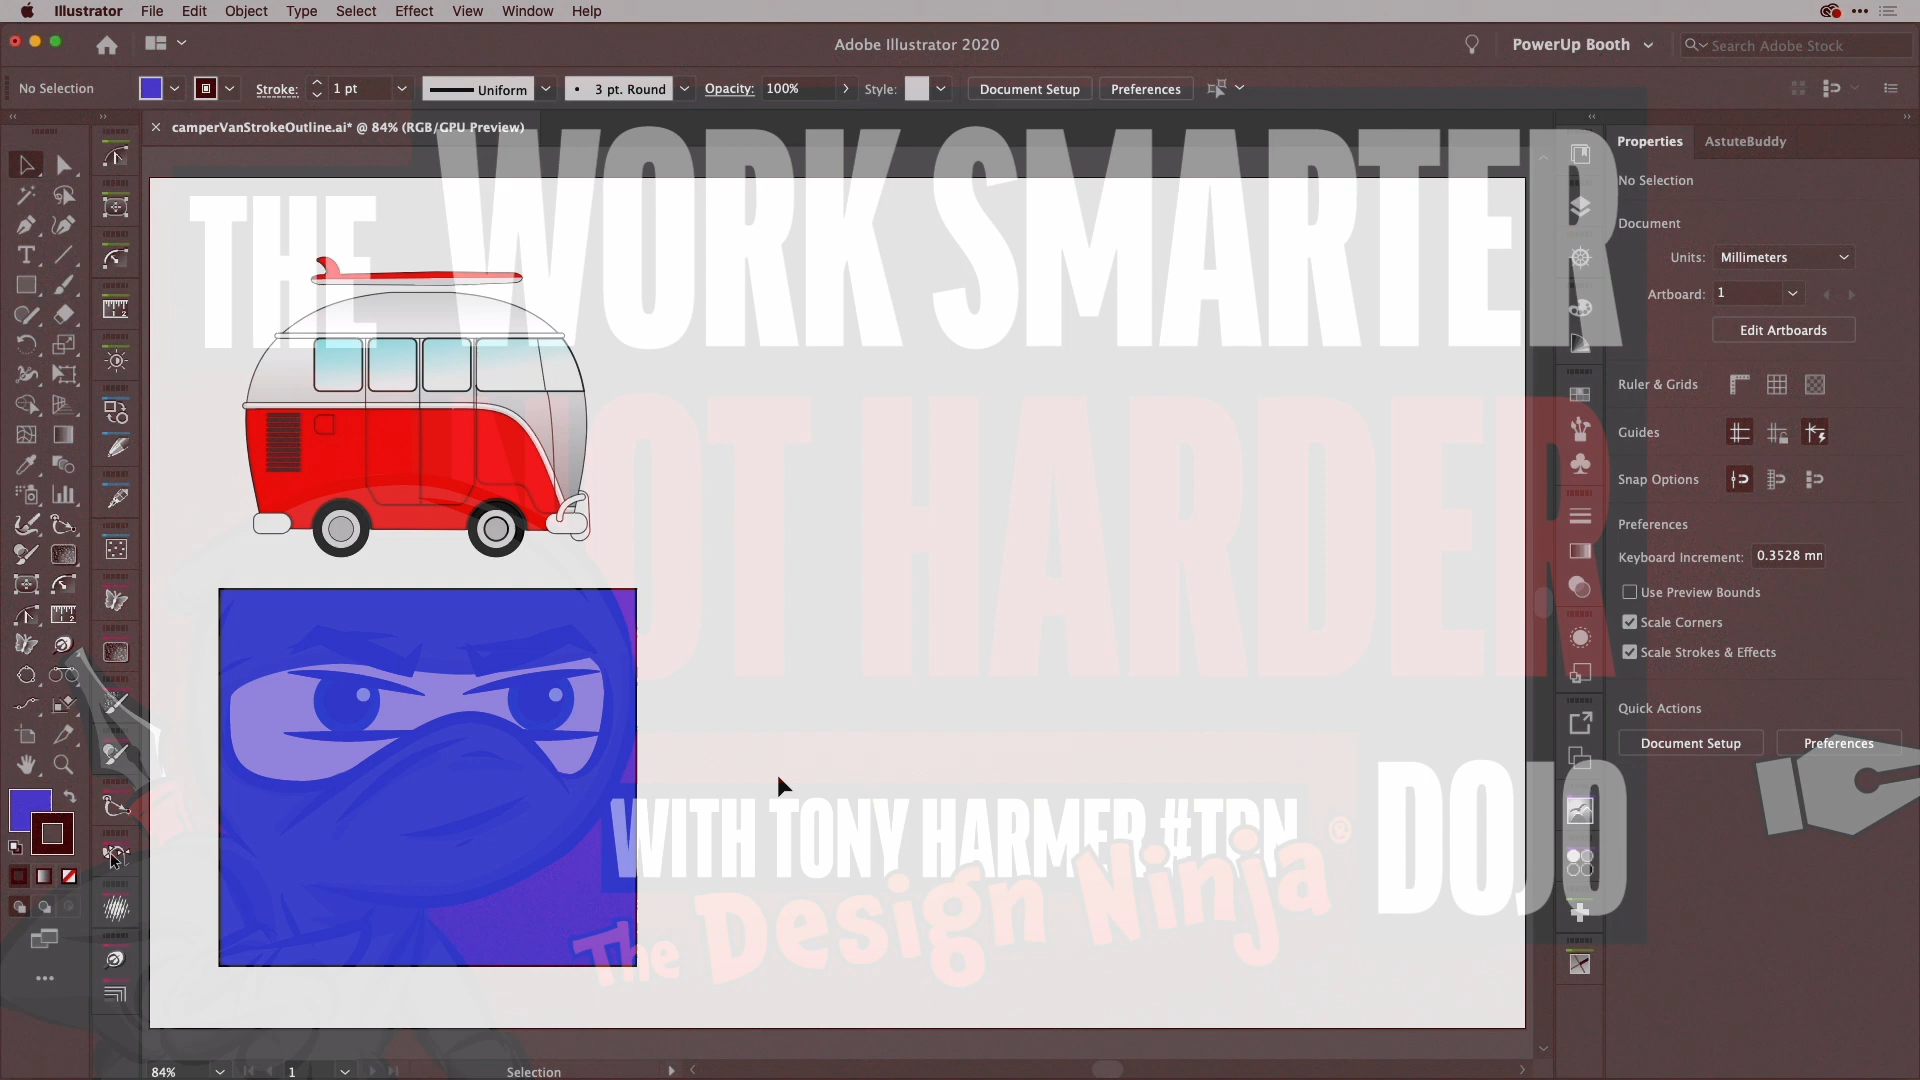 Illustrator File Edit Object Type Select Effect View Window Help
Adobe Illustrator 2020
PowerUp Booth
Search Adobe Stock
No Selection
Stroke: 1 pt
Uniform
3 pt. Round
Opacity: 100%
Style:
Document Setup
Preferences
camperVanStrokeOutline.ai* @ 84% (RGB/GPU Preview)
THE WORK SMARTER
NOT HARDER
DOJO
WITH TONY HARMER #TDN
The Design Ninja®
Properties AstuteBuddy
No Selection
Document
Units: Millimeters
Artboard: 1
Edit Artboards
Ruler & Grids
Guides
Snap Options
Preferences
Keyboard Increment: 0.3528 mm
Use Preview Bounds
Scale Corners
Scale Strokes & Effects
Quick Actions
Document Setup
Preferences
84% 1 Selection